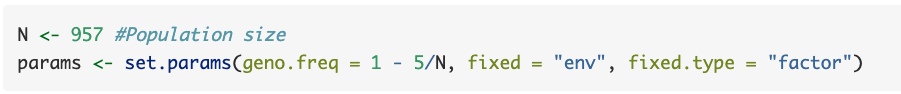 N <- 957 #Population size
params <- set.params(geno.freq = 1 - 5/N, fixed = "env", fixed.type = "factor")